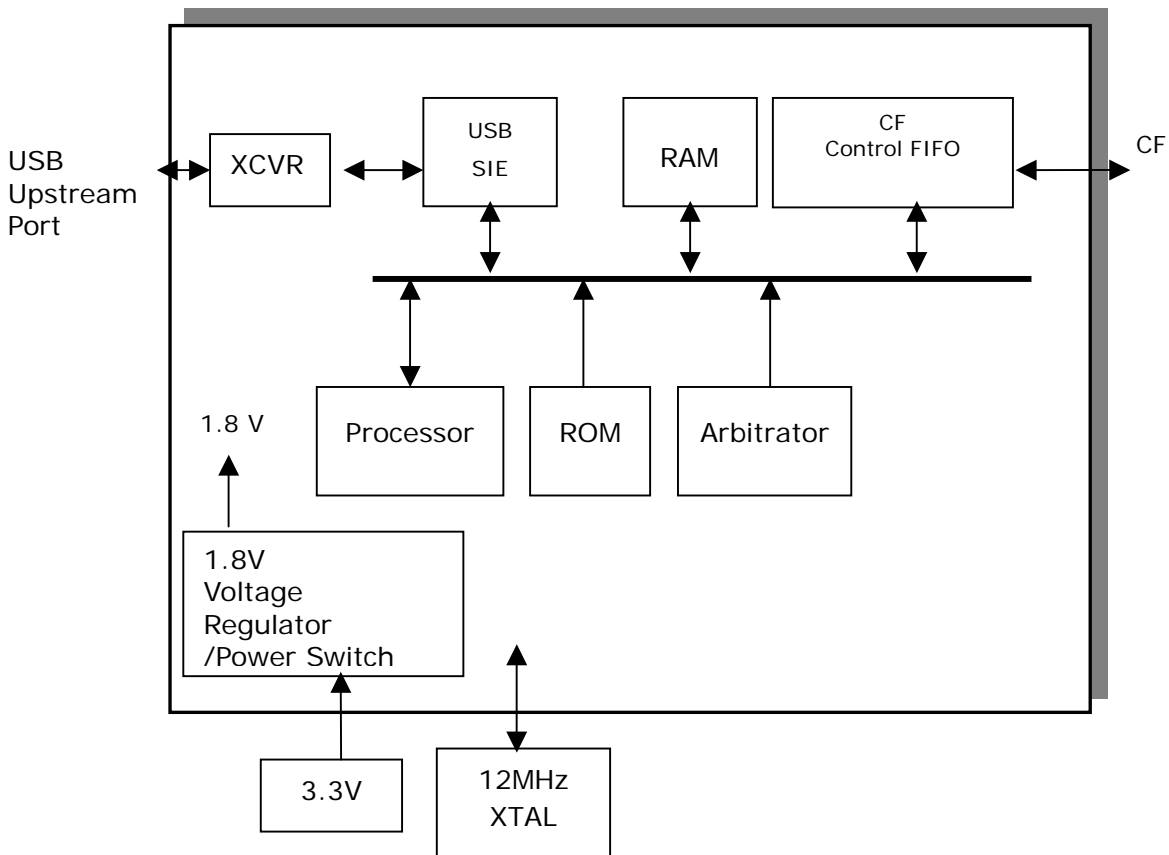 USB
Upstream
Port
XCVR
USB
SIE
RAM
CF
Control FIFO
CF
Processor
ROM
Arbitrator
1.8 V
1.8V
Voltage
Regulator
/Power Switch
3.3V
12MHz
XTAL